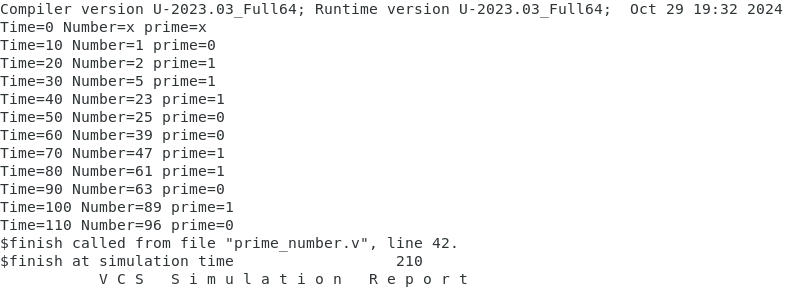 Compiler version U-2023.03_Full64; Runtime version U-2023.03_Full64;  Oct 29 19:32 2024
Time=0 Number=x prime=x
Time=10 Number=1 prime=0
Time=20 Number=2 prime=1
Time=30 Number=5 prime=1
Time=40 Number=23 prime=1
Time=50 Number=25 prime=0
Time=60 Number=39 prime=0
Time=70 Number=47 prime=1
Time=80 Number=61 prime=1
Time=90 Number=63 prime=0
Time=100 Number=89 prime=1
Time=110 Number=96 prime=0
$finish called from file "prime_number.v", line 42.
$finish at simulation time                  210
           V C S   S i m u l a t i o n   R e p o r t